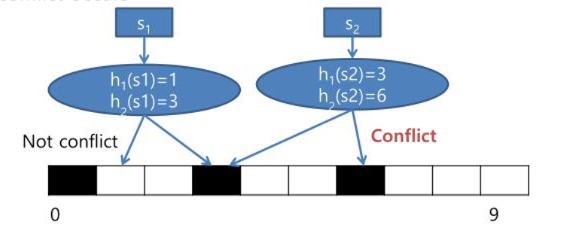 s1
s2
h1(s1)=1
h2(s1)=3
h1(s2)=3
h2(s2)=6
Not conflict
Conflict
0
9